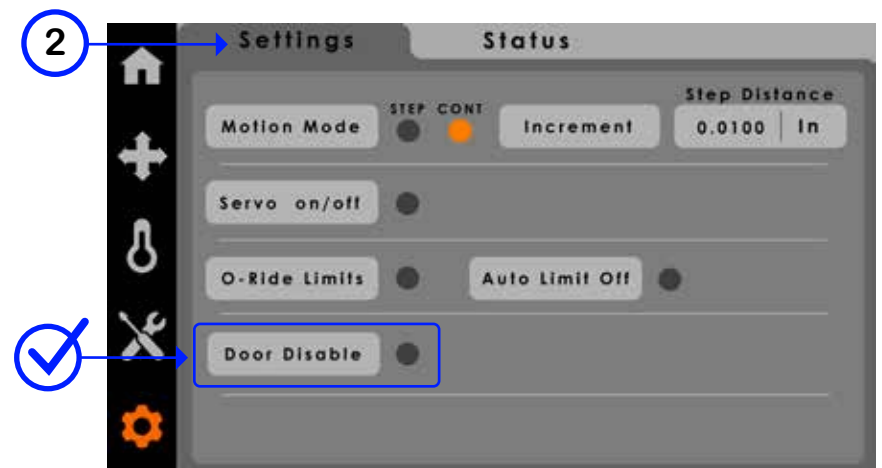 2
Settings Status
Step Distance
STEP CONT
Motion Mode Increment 0.0100 In
Servo on/off
O-Ride Limits Auto Limit Off
Door Disable